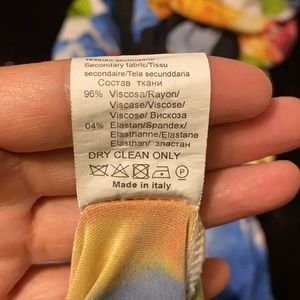 Secondary fabric/Tissu
secondaire/Tela secunddaria
Состав ткани
96% Viscosa/Rayon/
Viscase/Viscose/
Viscose/ Вискоза
04% Elastan/Spandex/
Elasthanne/Elastane
Elasthan/ эластан
DRY CLEAN ONLY
P
Made in italy